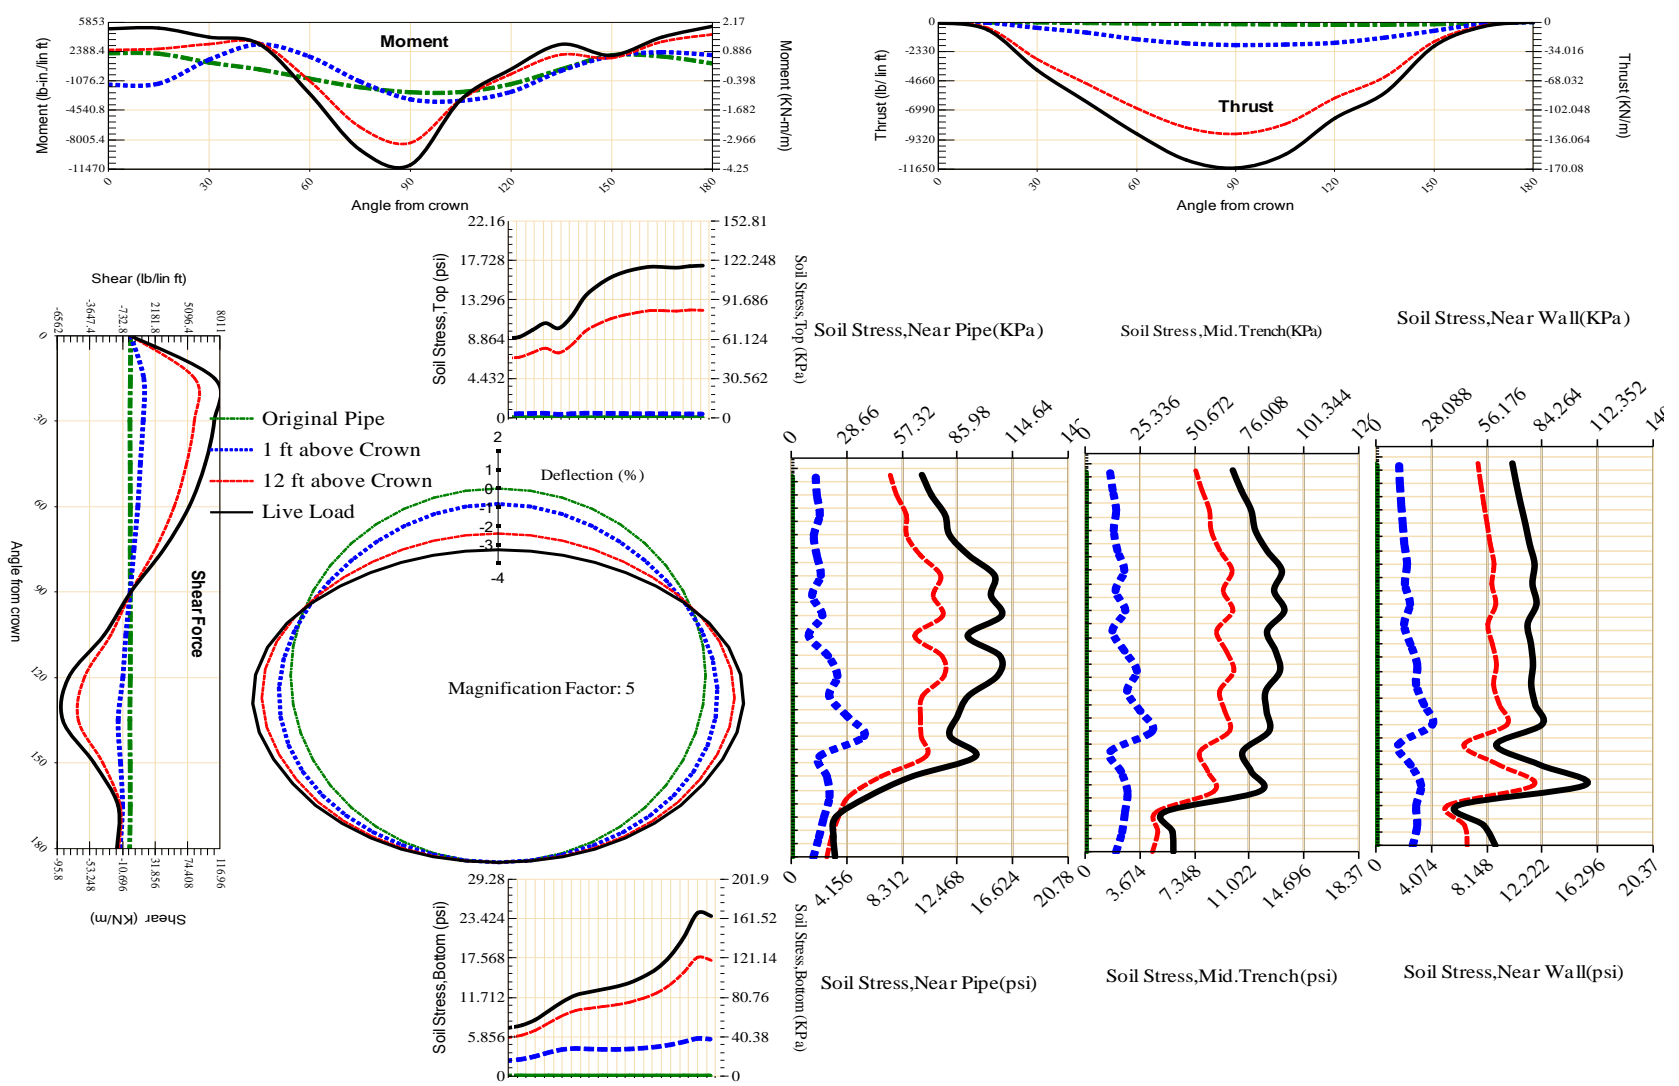 Moment
Moment (lb-in /lin ft)
5853
2388.4
-1076.2
-4540.8
-8005.4
-11470
2.17
0.886
-0.398
-1.682
-2.966
-4.25
Moment (KN-m/m)
0 30 60 90 120 150 180
Angle from crown
Thrust
Thrust (lb/ lin ft)
0
-2330
-4660
-6990
-9320
-11650
0
-34.016
-68.032
-102.048
-136.064
-170.08
Thrust (KN/m)
0 30 60 90 120 150 180
Angle from crown
Shear (lb/lin ft)
-6562 -3647.4 -732.8 2181.8 5096.4 8011
0
30
60
90
120
150
180
Angle from crown
Shear Force
-95.8 -53.248 -10.696 31.856 74.408 116.96
Shear (KN/m)
Soil Stress,Top (psi)
22.16
17.728
13.296
8.864
4.432
0
152.81
122.248
91.686
61.124
30.562
0
Soil Stress,Top (KPa)
Original Pipe
1 ft above Crown
12 ft above Crown
Live Load
2
1
0
-1
-2
-3
-4
Deflection (%)
Magnification Factor: 5
Soil Stress,Bottom (psi)
29.28
23.424
17.568
11.712
5.856
0
201.9
161.52
121.14
80.76
40.38
0
Soil Stress,Bottom (KPa)
Soil Stress,Near Pipe(KPa)
0 28.66 57.32 85.98 114.64
0 4.156 8.312 12.468 16.624 20.78
Soil Stress,Near Pipe(psi)
Soil Stress,Mid.Trench(KPa)
0 25.336 50.672 76.008 101.344
0 3.674 7.348 11.022 14.696 18.37
Soil Stress,Mid.Trench(psi)
Soil Stress,Near Wall(KPa)
0 28.088 56.176 84.264 112.352
0 4.074 8.148 12.222 16.296 20.37
Soil Stress,Near Wall(psi)